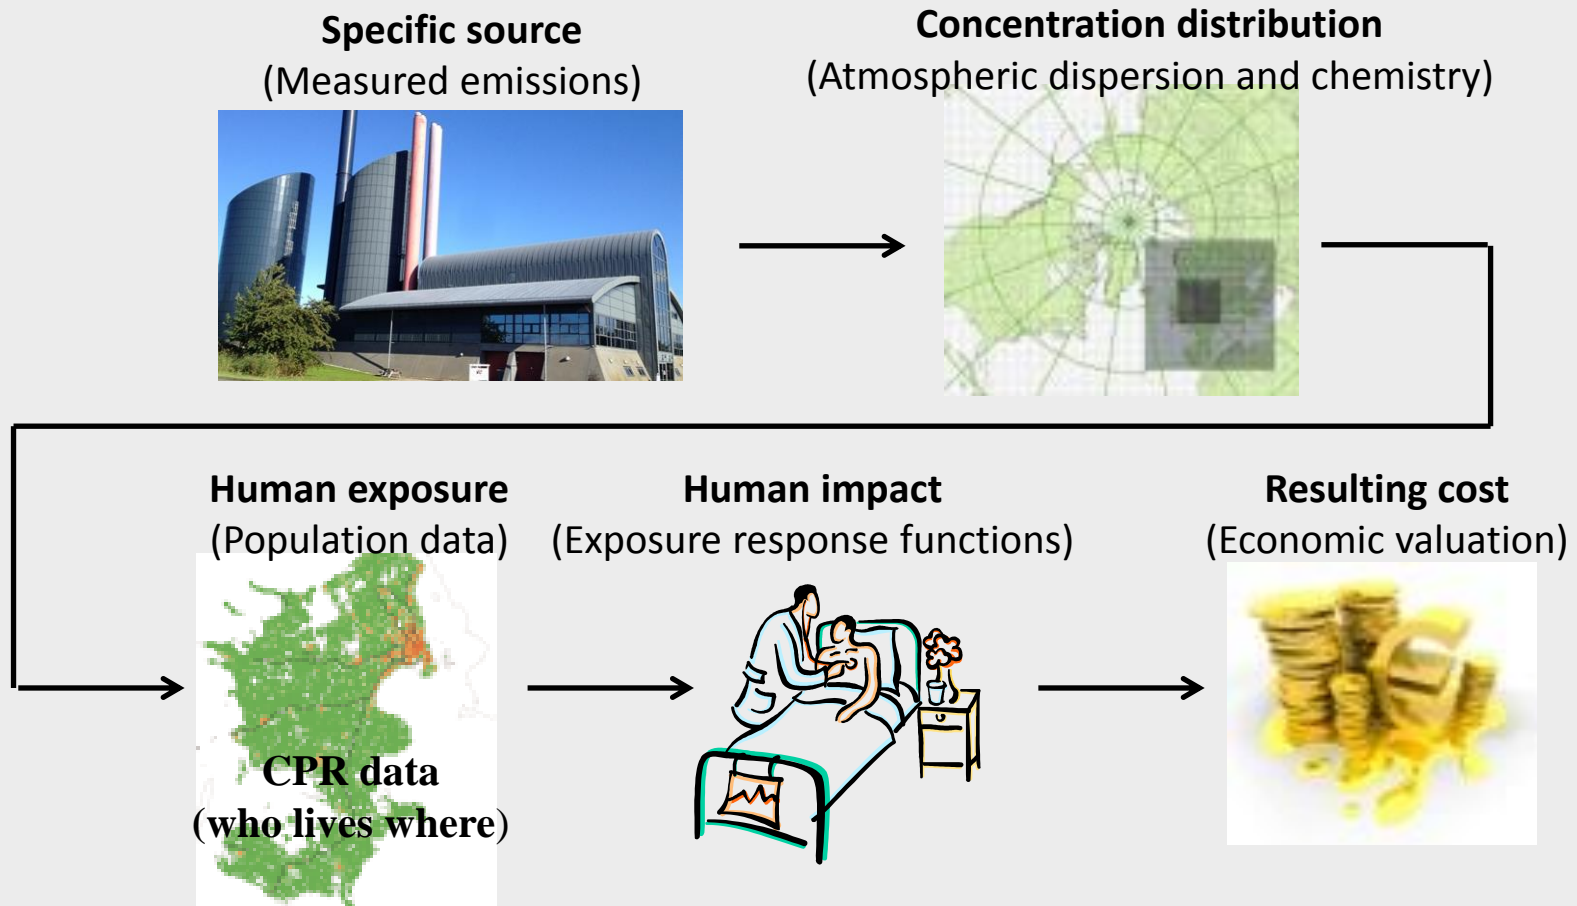 Specific source
(Measured emissions)
Concentration distribution
(Atmospheric dispersion and chemistry)
Human exposure
(Population data)
Human impact
(Exposure response functions)
Resulting cost
(Economic valuation)
CPR data
(who lives where)